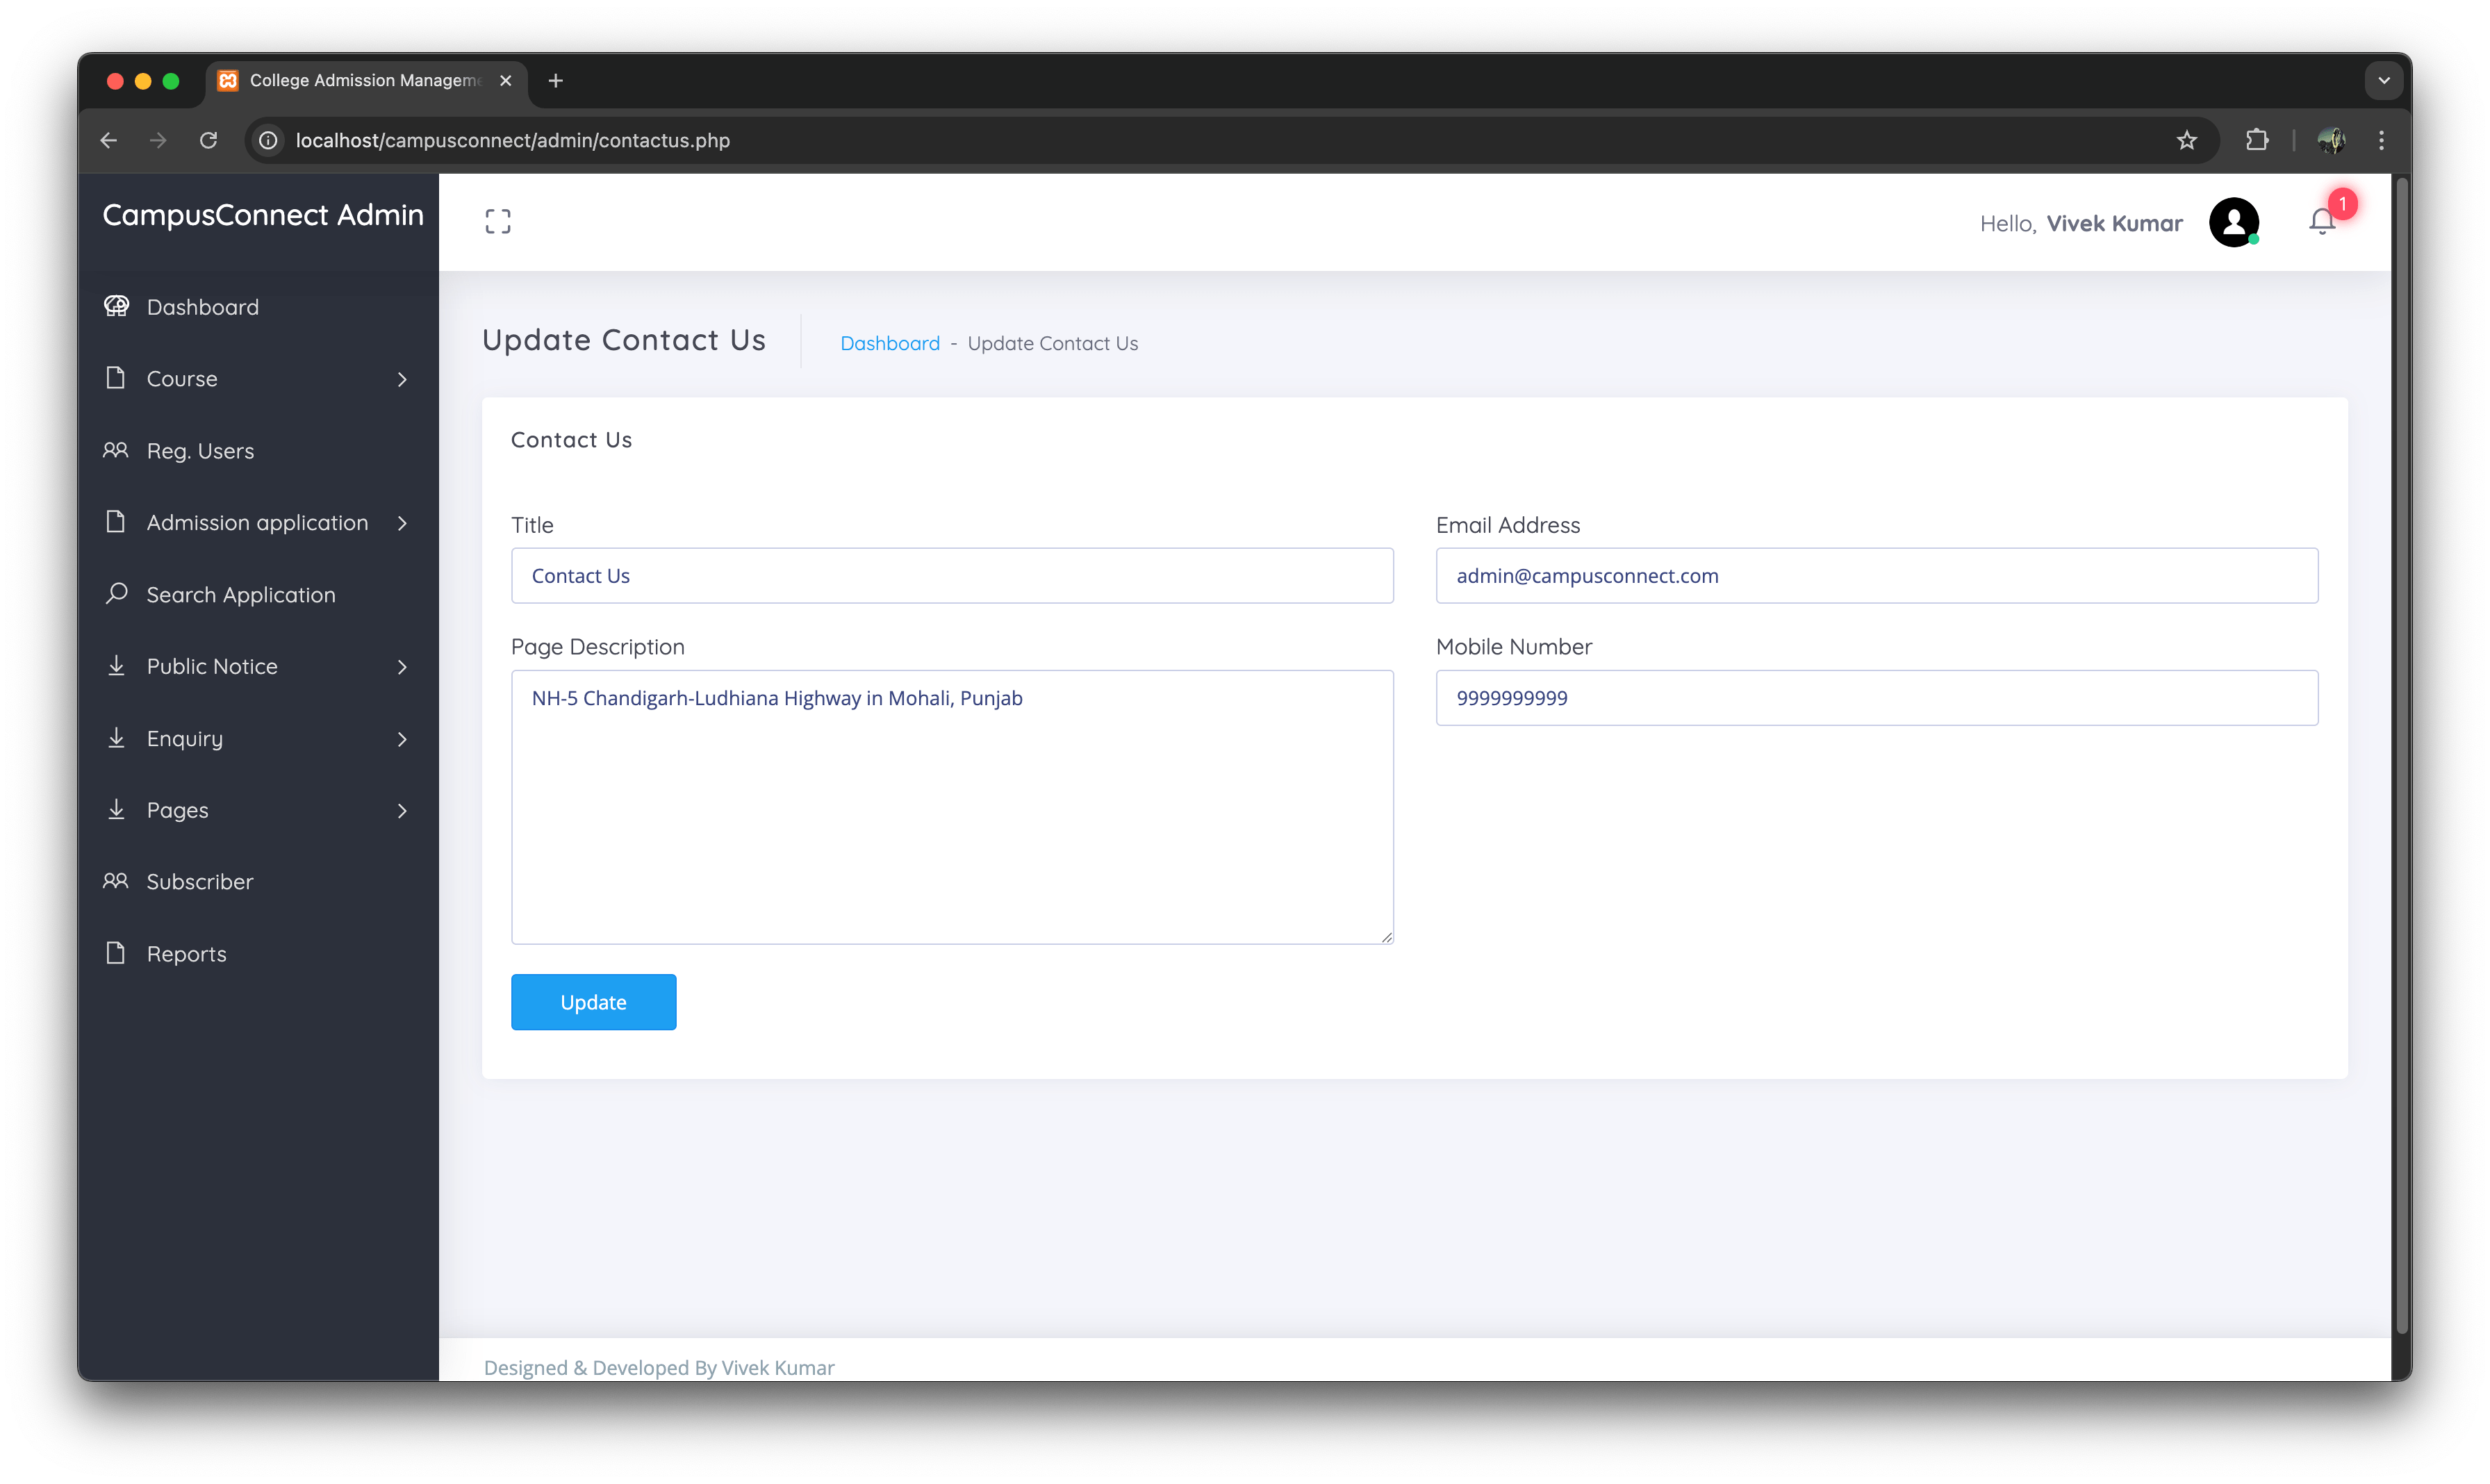 College Admission Managem
localhost/campusconnect/admin/contactus.php
CampusConnect Admin
Hello, Vivek Kumar
1
Dashboard
Course
Reg. Users
Admission application
Search Application
Public Notice
Enquiry
Pages
Subscriber
Reports
Update Contact Us
Dashboard - Update Contact Us
Contact Us
Title
Contact Us
Email Address
admin@campusconnect.com
Page Description
NH-5 Chandigarh-Ludhiana Highway in Mohali, Punjab
Mobile Number
9999999999
Update
Designed & Developed By Vivek Kumar